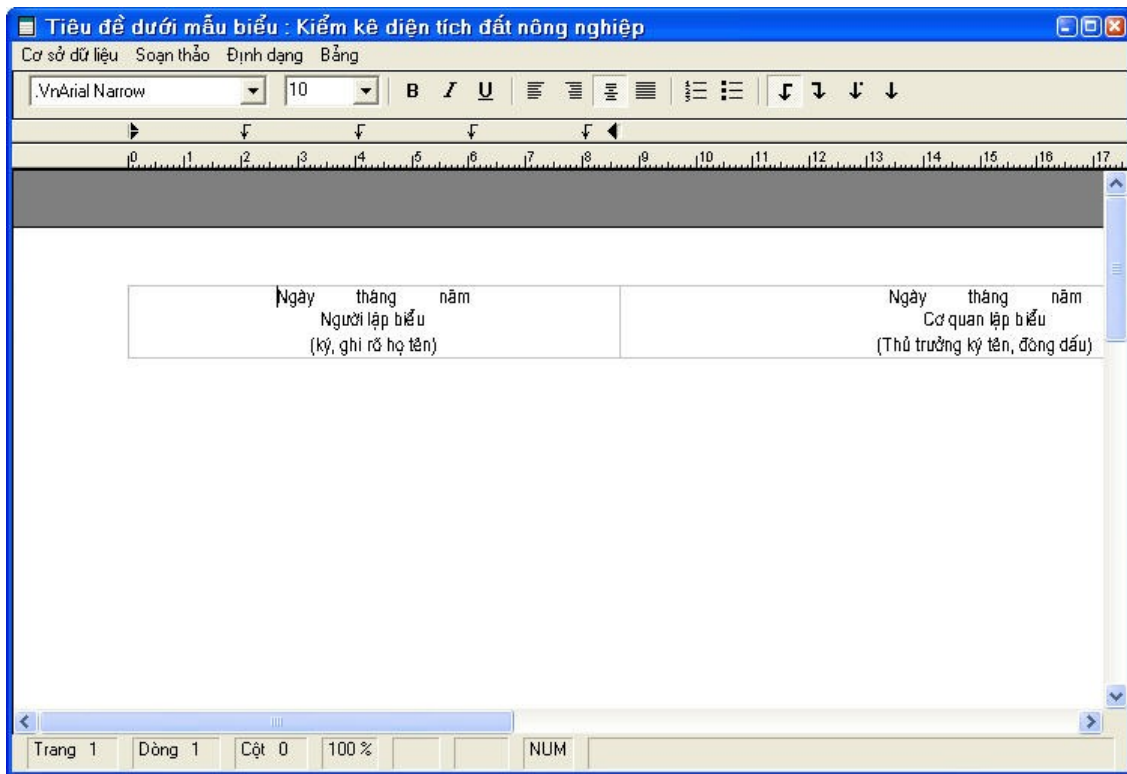 Tiêu đề dưới mẫu biểu : Kiểm kê diện tích đất nông nghiệp
Cơ sở dữ liệu Soạn thảo Định dạng Bảng
.VnArial Narrow 10 B I U
0 1 2 3 4 5 6 7 8 9 10 11 12 13 14 15 16 17
Ngày tháng năm Ngày tháng năm
Người lập biểu Cơ quan lập biểu
(ký, ghi rõ họ tên) (Thủ trưởng ký tên, đóng dấu)
Trang 1 Dòng 1 Cột 0 100 % NUM